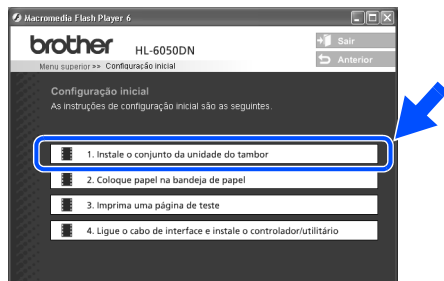 Macromedia Flash Player 6
brother HL-6050DN
Sair
Menu superior >> Configuração inicial
Anterior
Configuração inicial
As instruções de configuração inicial são as seguintes.
1. Instale o conjunto da unidade do tambor
2. Coloque papel na bandeja de papel
3. Imprima uma página de teste
4. Ligue o cabo de interface e instale o controlador/utilitário